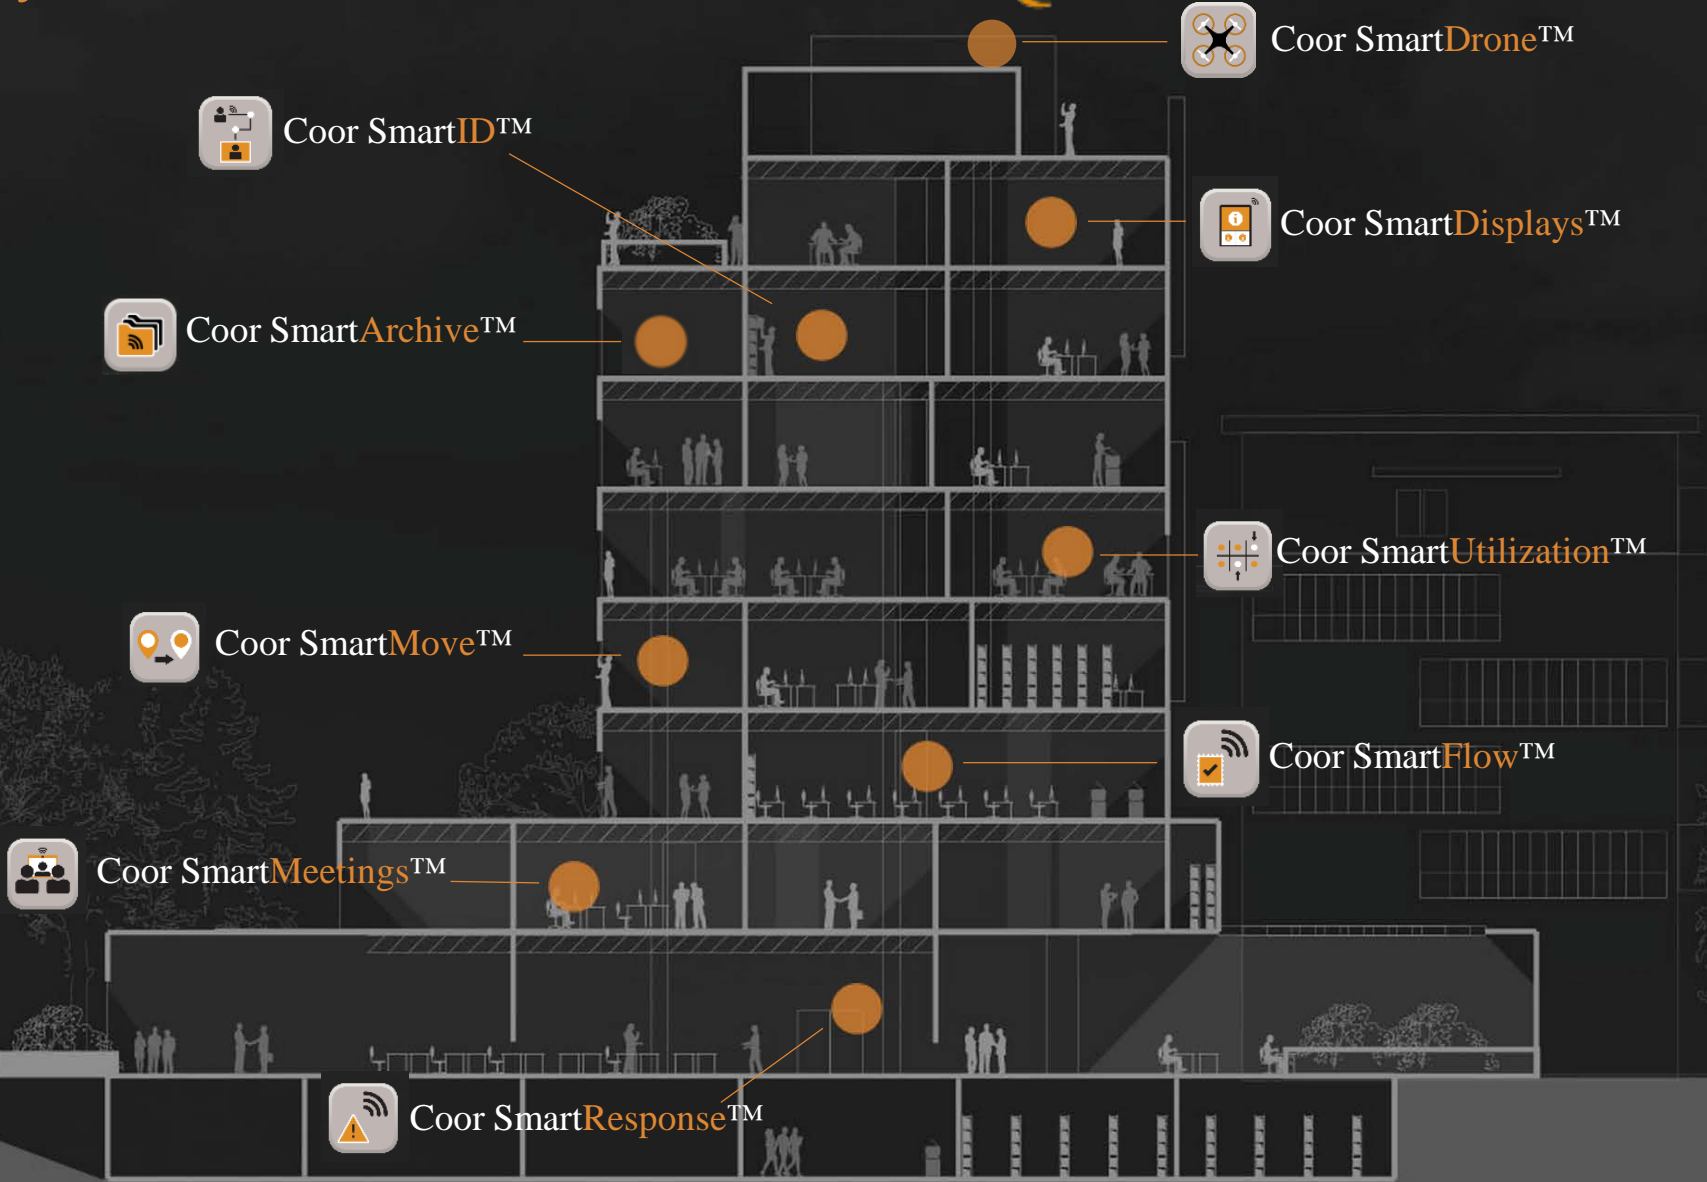 Coor SmartDrone™
Coor SmartID™
Coor SmartDisplays™
Coor SmartArchive™
Coor SmartUtilization™
Coor SmartMove™
Coor SmartFlow™
Coor SmartMeetings™
Coor SmartResponse™